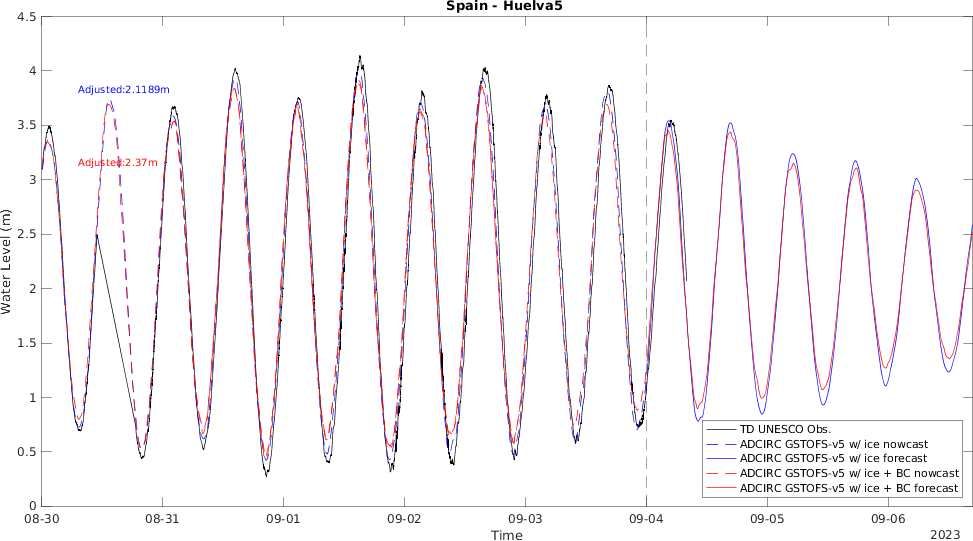 Spain - Huelva5
4.5
4
3.5
3
2.5
2
1.5
1
0.5
0
Water Level (m)
Adjusted:2.1189m
Adjusted:2.37m
TD UNESCO Obs.
ADCIRC GSTOFS-v5 w/ ice nowcast
ADCIRC GSTOFS-v5 w/ ice forecast
ADCIRC GSTOFS-v5 w/ ice + BC nowcast
ADCIRC GSTOFS-v5 w/ ice + BC forecast
08-30 08-31 09-01 09-02 09-03 09-04 09-05 09-06
Time
2023